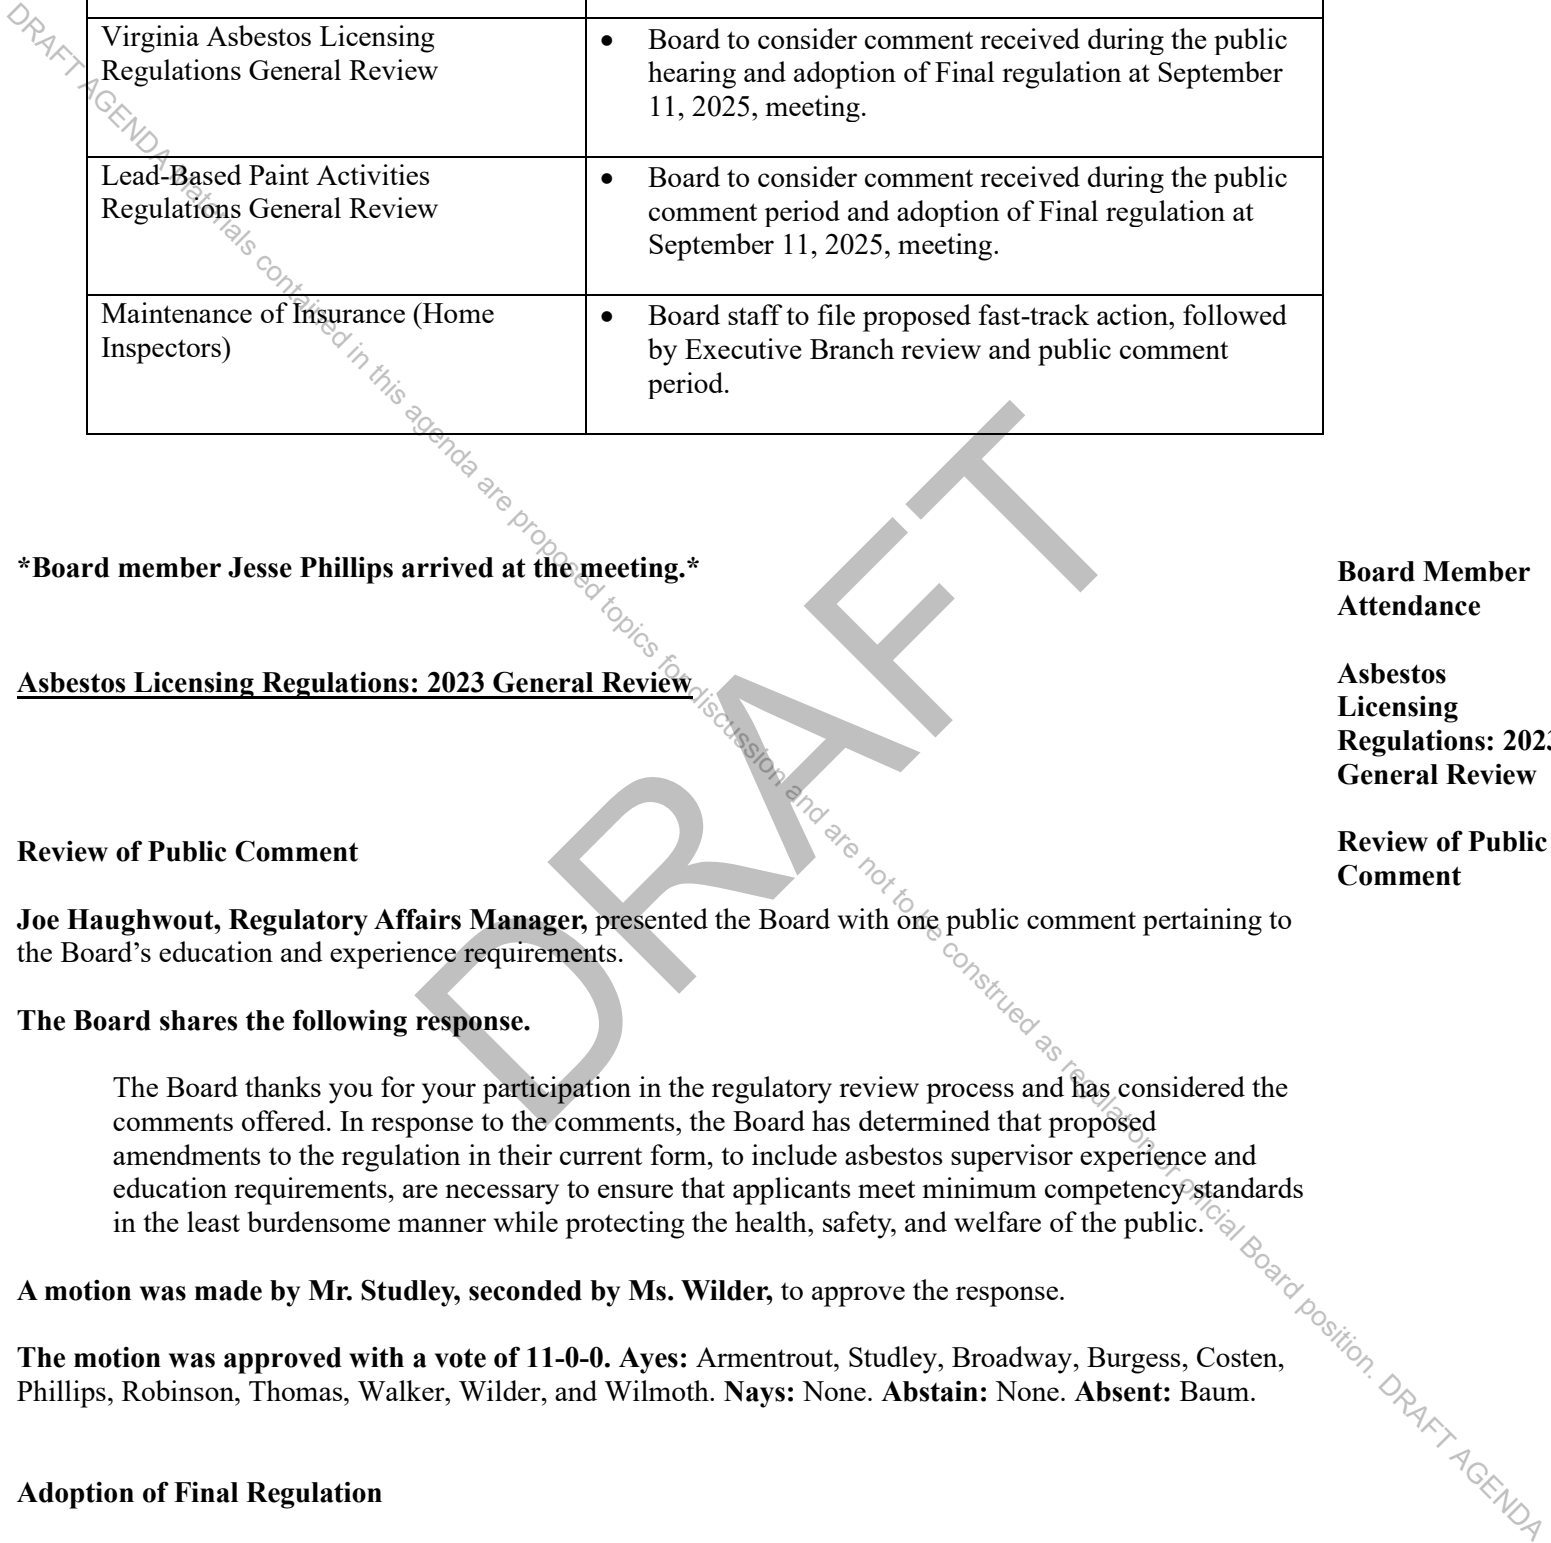 Virginia Asbestos Licensing
Regulations General Review
• Board to consider comment received during the public
hearing and adoption of Final regulation at September
11, 2025, meeting.
Lead-Based Paint Activities
Regulations General Review
• Board to consider comment received during the public
comment period and adoption of Final regulation at
September 11, 2025, meeting.
Maintenance of Insurance (Home
Inspectors)
• Board staff to file proposed fast-track action, followed
by Executive Branch review and public comment
period.
*Board member Jesse Phillips arrived at the meeting.*
Board Member
Attendance
Asbestos Licensing Regulations: 2023 General Review
Asbestos
Licensing
Regulations: 2023
General Review
Review of Public Comment
Review of Public
Comment
Joe Haughwout, Regulatory Affairs Manager, presented the Board with one public comment pertaining to
the Board’s education and experience requirements.
The Board shares the following response.
The Board thanks you for your participation in the regulatory review process and has considered the
comments offered. In response to the comments, the Board has determined that proposed
amendments to the regulation in their current form, to include asbestos supervisor experience and
education requirements, are necessary to ensure that applicants meet minimum competency standards
in the least burdensome manner while protecting the health, safety, and welfare of the public.
A motion was made by Mr. Studley, seconded by Ms. Wilder, to approve the response.
The motion was approved with a vote of 11-0-0. Ayes: Armentrout, Studley, Broadway, Burgess, Costen,
Phillips, Robinson, Thomas, Walker, Wilder, and Wilmoth. Nays: None. Abstain: None. Absent: Baum.
Adoption of Final Regulation
DRAFT
DRAFT AGENDA Materials contained in this agenda are proposed topics for discussion and are not to be construed as regulation or official Board position. DRAFT AGENDA